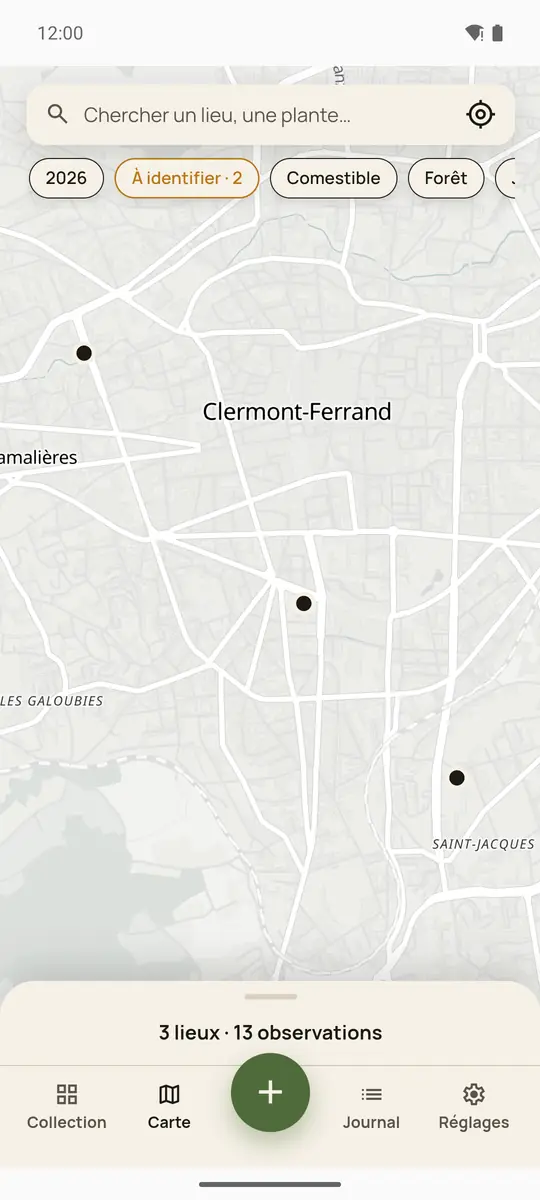 12:00
Chercher un lieu, une plante…
2026
À identifier · 2
Comestible
Forêt
Clermont-Ferrand
amalières
LES GALOUBIES
SAINT-JACQUES
3 lieux · 13 observations
Collection
Carte
Journal
Réglages